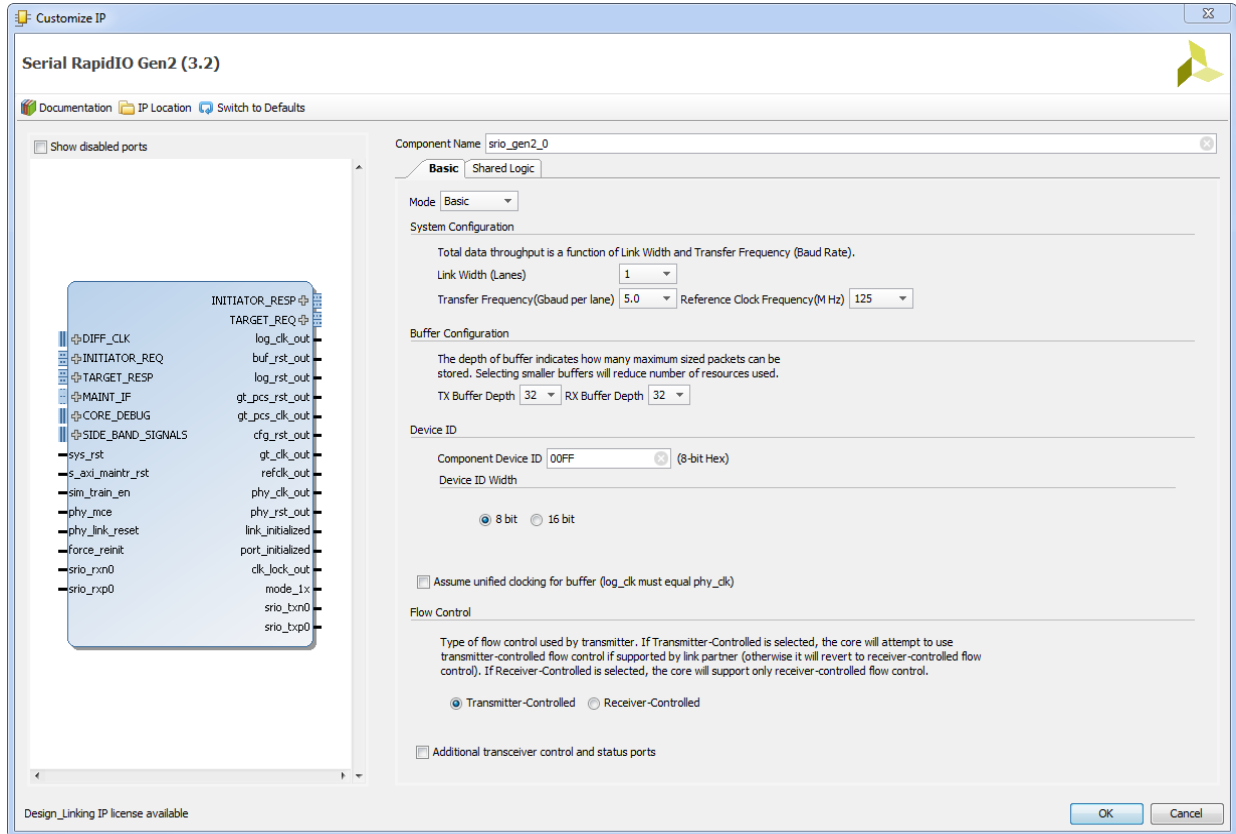 Customize IP
Serial RapidIO Gen2 (3.2)
Documentation IP Location Switch to Defaults
Show disabled ports
INITIATOR_RESP
TARGET_REQ
DIFF_CLK log_clk_out
INITIATOR_REQ buf_rst_out
TARGET_RESP log_rst_out
MAINT_IF gt_pcs_rst_out
CORE_DEBUG gt_pcs_clk_out
SIDE_BAND_SIGNALS cfg_rst_out
sys_rst gt_clk_out
s_axi_maintr_rst refclk_out
sim_train_en phy_clk_out
phy_mce phy_rst_out
phy_link_reset link_initialized
force_reinit port_initialized
srio_rxn0 clk_lock_out
srio_rxp0 mode_1x
srio_txn0
srio_txp0
Component Name srio_gen2_0
Basic Shared Logic
Mode Basic
System Configuration
Total data throughput is a function of Link Width and Transfer Frequency (Baud Rate).
Link Width (Lanes) 1
Transfer Frequency(Gbaud per lane) 5.0 Reference Clock Frequency(M Hz) 125
Buffer Configuration
The depth of buffer indicates how many maximum sized packets can be
stored. Selecting smaller buffers will reduce number of resources used.
TX Buffer Depth 32 RX Buffer Depth 32
Device ID
Component Device ID 00FF (8-bit Hex)
Device ID Width
8 bit 16 bit
Assume unified clocking for buffer (log_clk must equal phy_clk)
Flow Control
Type of flow control used by transmitter. If Transmitter-Controlled is selected, the core will attempt to use
transmitter-controlled flow control if supported by link partner (otherwise it will revert to receiver-controlled flow
control). If Receiver-Controlled is selected, the core will support only receiver-controlled flow control.
Transmitter-Controlled Receiver-Controlled
Additional transceiver control and status ports
Design_Linking IP license available
OK Cancel